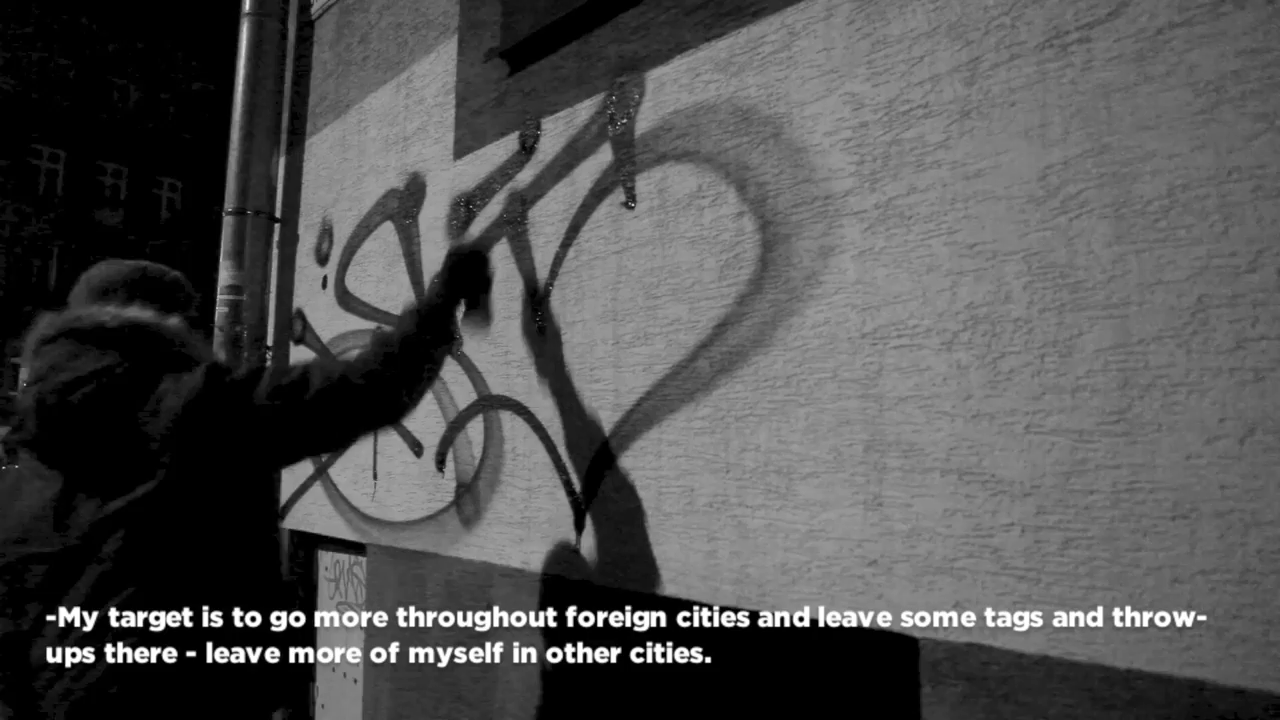 -My target is to go more throughout foreign cities and leave some tags and throw-
ups there - leave more of myself in other cities.